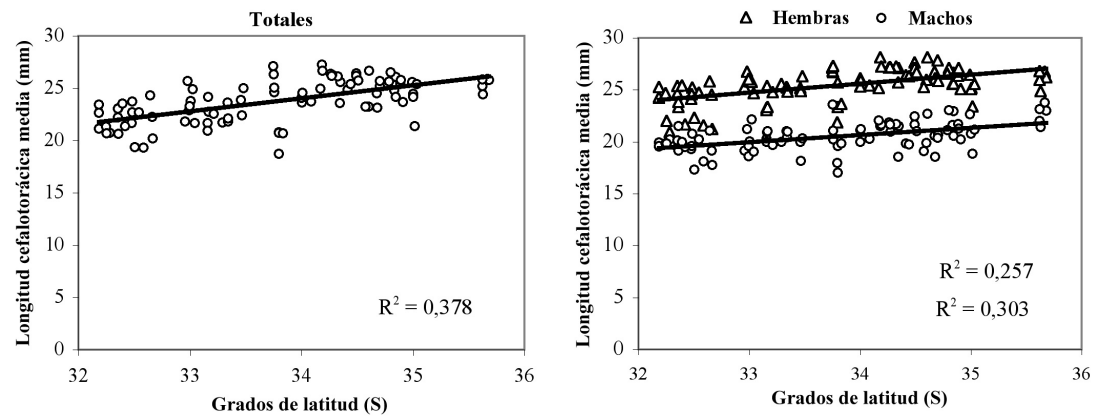 Totales
Longitud cefalotorácica media (mm)
30
25
20
15
10
5
0
R² = 0,378
32
33
34
35
36
Grados de latitud (S)
Hembras
Machos
Longitud cefalotorácica media (mm)
30
25
20
15
10
5
0
R² = 0,257
R² = 0,303
32
33
34
35
36
Grados de latitud (S)